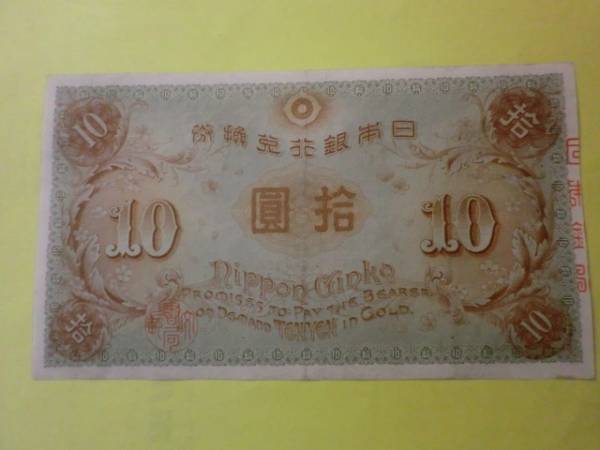 10
拾
日本銀行兌換券
拾圓
10
10
Nippon Ginko
PROMISES TO PAY THE BEARER
ON DEMAND TEN YEN IN GOLD.
拾
10